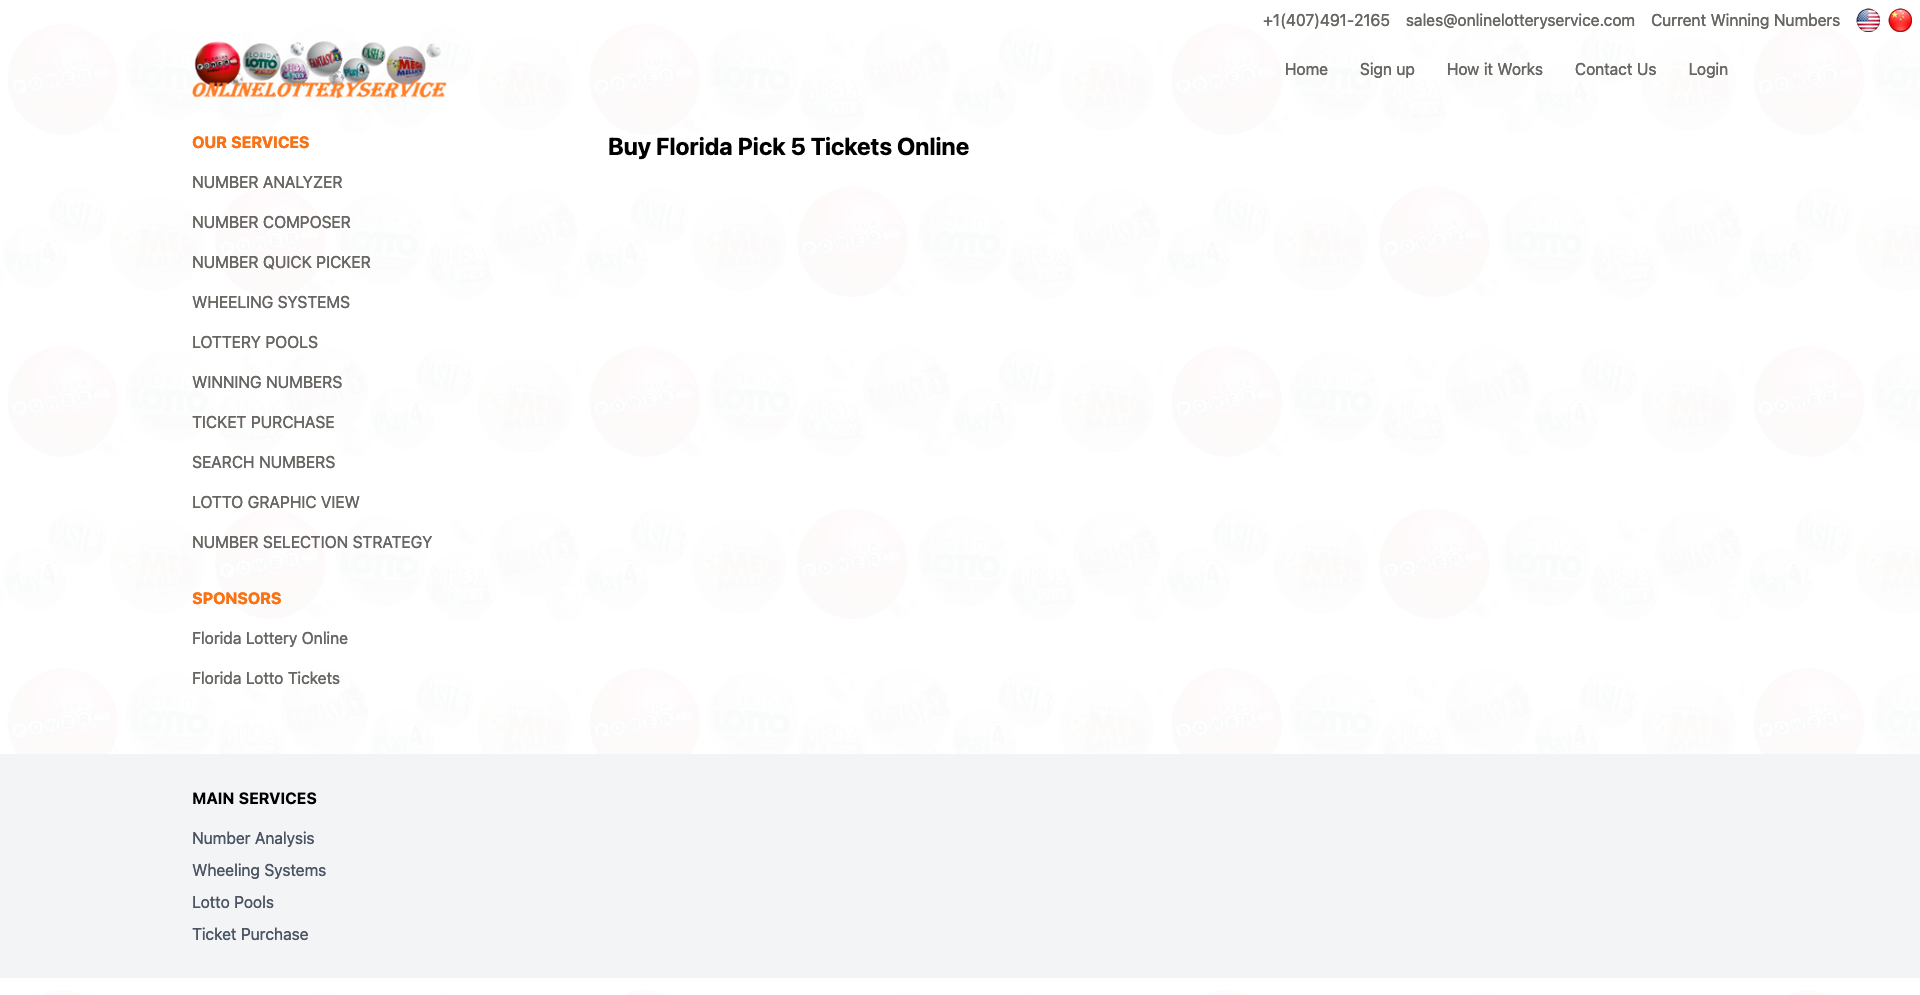 +1(407)491-2165 sales@onlinelotteryservice.com Current Winning Numbers
ONLINELOTTERYSERVICE
Home Sign up How it Works Contact Us Login
OUR SERVICES
NUMBER ANALYZER
NUMBER COMPOSER
NUMBER QUICK PICKER
WHEELING SYSTEMS
LOTTERY POOLS
WINNING NUMBERS
TICKET PURCHASE
SEARCH NUMBERS
LOTTO GRAPHIC VIEW
NUMBER SELECTION STRATEGY
SPONSORS
Florida Lottery Online
Florida Lotto Tickets
Buy Florida Pick 5 Tickets Online
MAIN SERVICES
Number Analysis
Wheeling Systems
Lotto Pools
Ticket Purchase